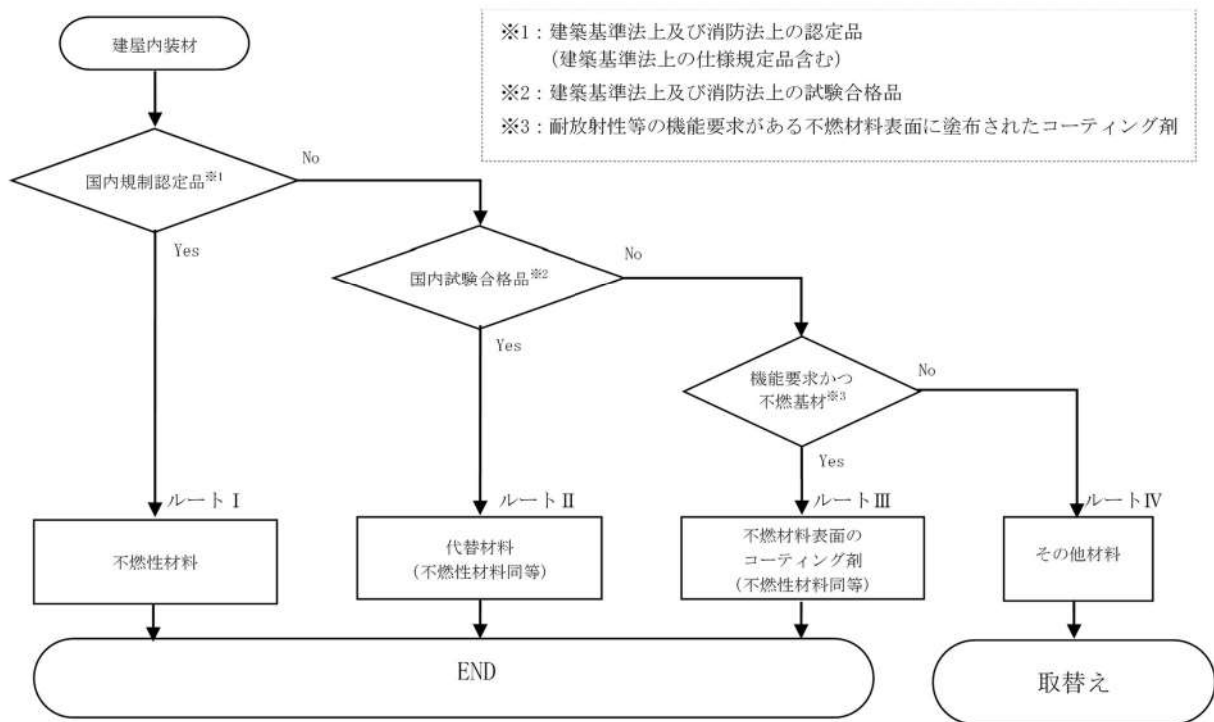 建屋内装材
※1：建築基準法上及び消防法上の認定品
（建築基準法上の仕様規定品含む）
※2：建築基準法上及び消防法上の試験合格品
※3：耐放射性等の機能要求がある不燃材料表面に塗布されたコーティング剤
国内規制認定品※1
No
Yes
国内試験合格品※2
No
Yes
機能要求かつ
不燃基材※3
No
Yes
ルートⅠ
ルートⅡ
ルートⅢ
ルートⅣ
不燃性材料
代替材料
（不燃性材料同等）
不燃材料表面の
コーティング剤
（不燃性材料同等）
その他材料
END
取替え